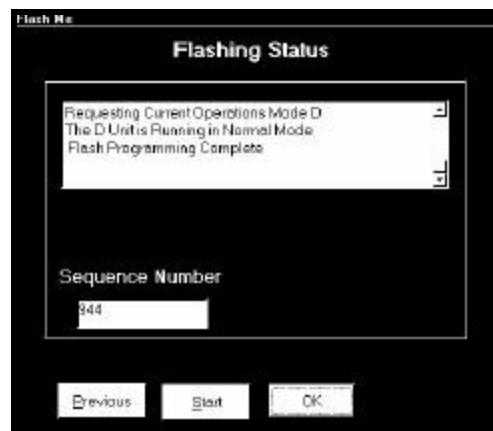 Flash Me
Flashing Status
Requesting Current Operations Mode D
The D Unit is Running in Normal Mode
Flash Programming Complete
Sequence Number
944
Previous
Start
OK